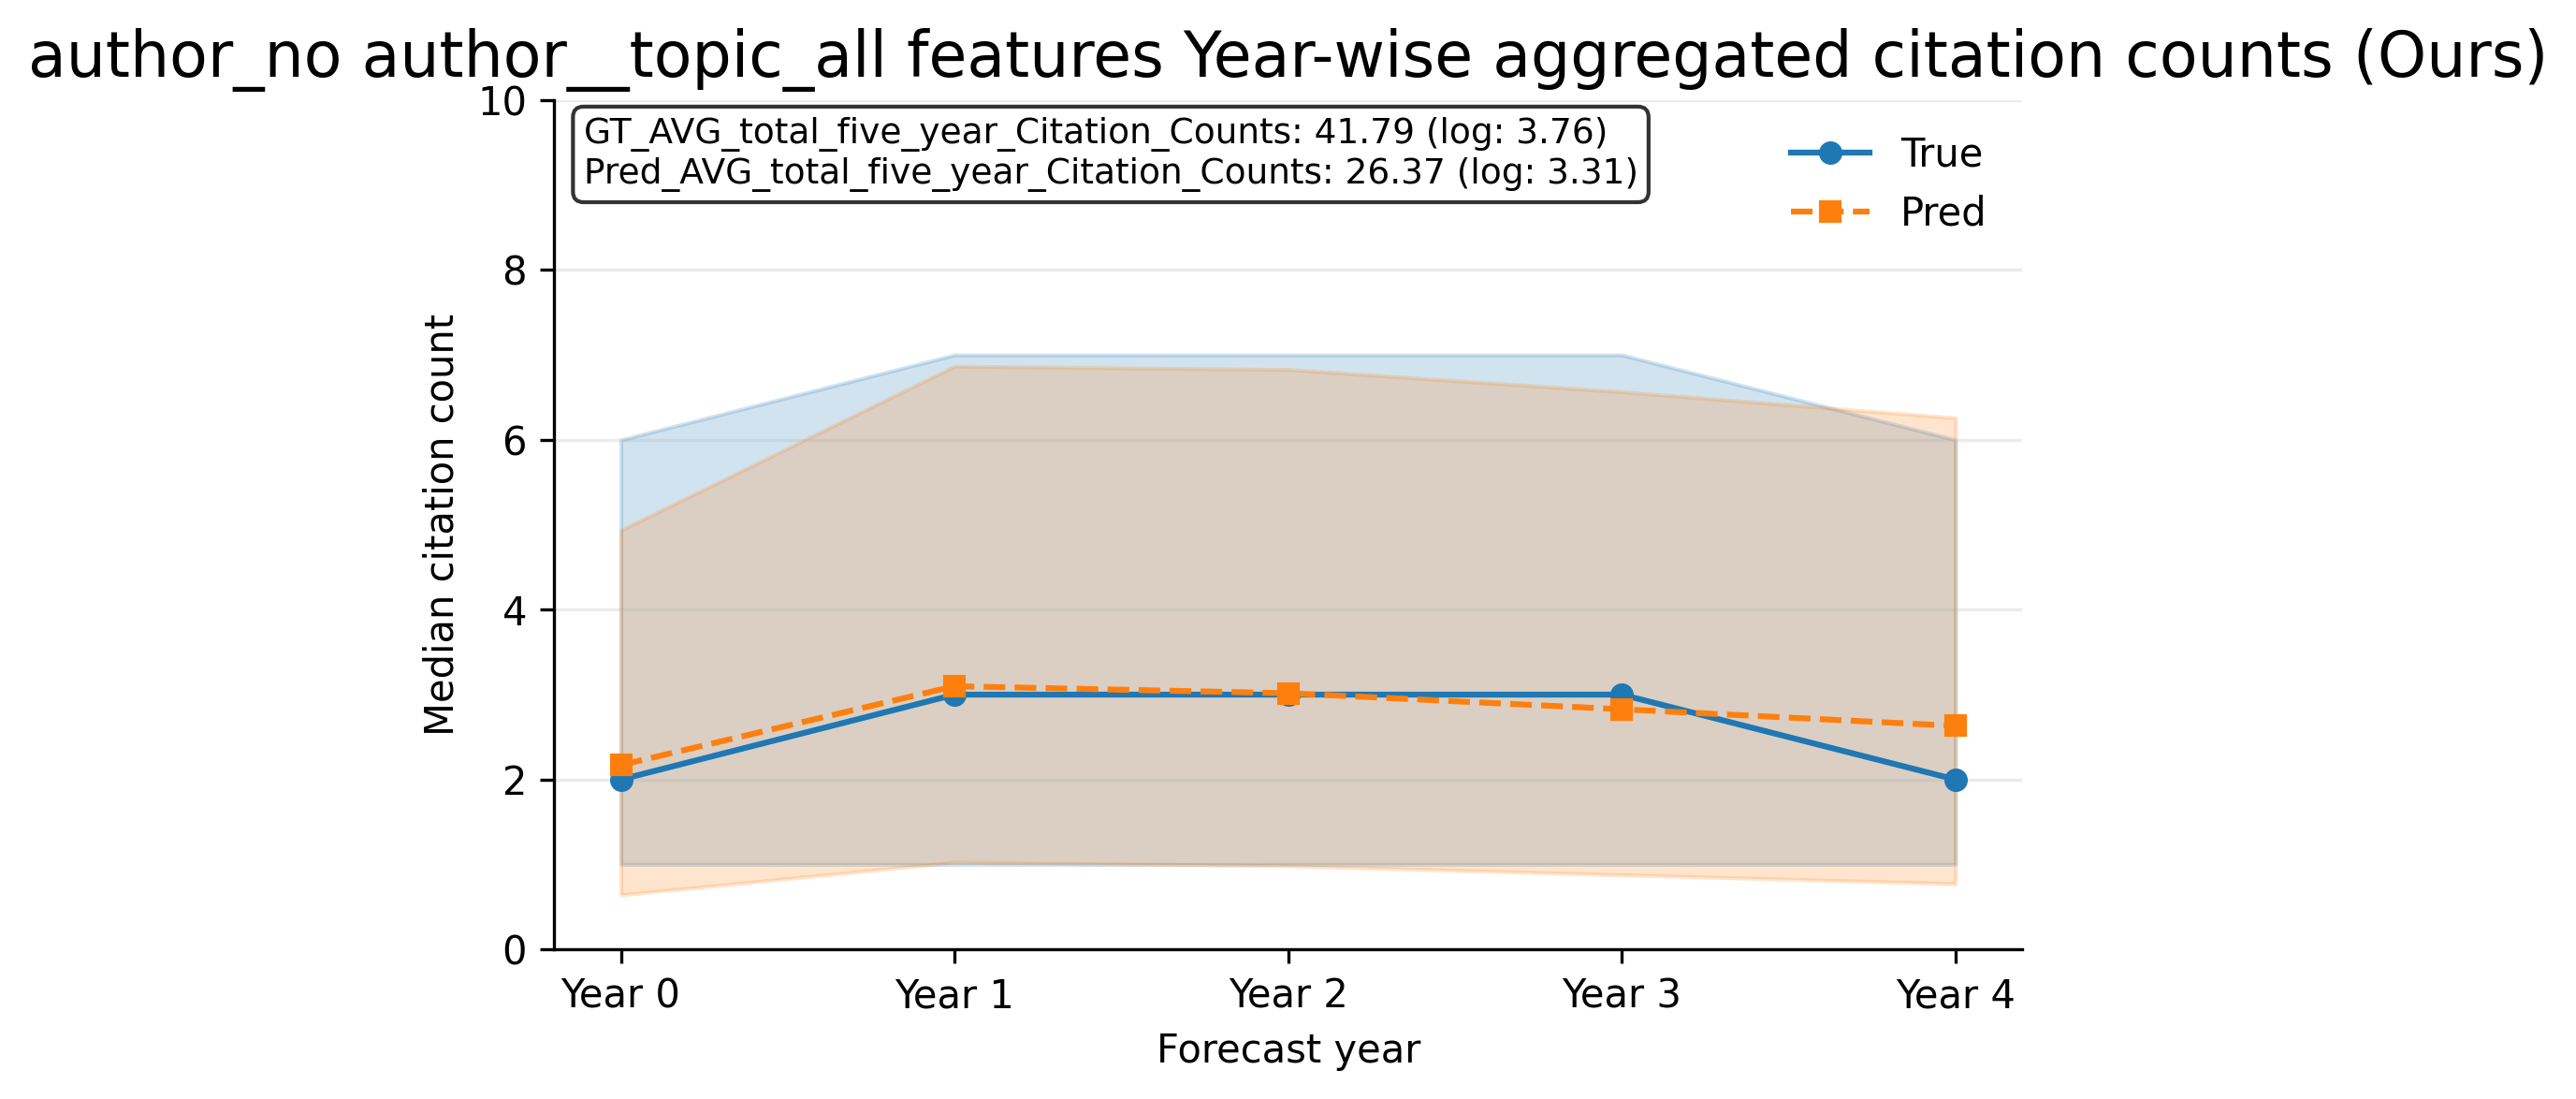 author_no author__topic_all features Year-wise aggregated citation counts (Ours)
GT_AVG_total_five_year_Citation_Counts: 41.79 (log: 3.76)
Pred_AVG_total_five_year_Citation_Counts: 26.37 (log: 3.31)
True
Pred
Median citation count
10
8
6
4
2
0
Year 0
Year 1
Year 2
Year 3
Year 4
Forecast year